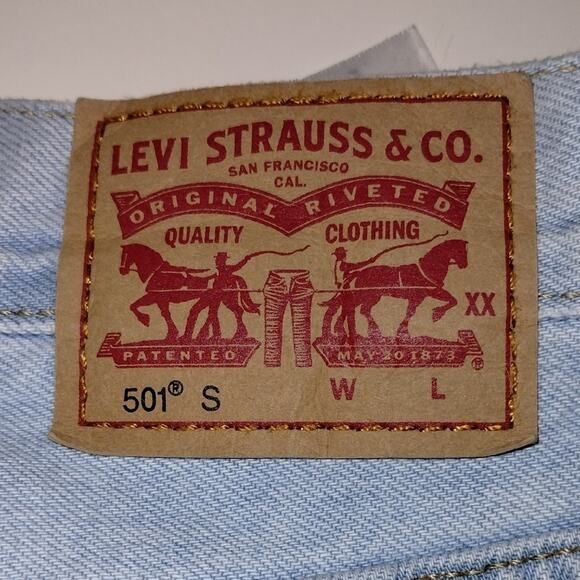 LEVI STRAUSS & CO.
SAN FRANCISCO
CAL.
ORIGINAL RIVETED
QUALITY CLOTHING
XX
PATENTED MAY 20 1873 ®
501® S W L